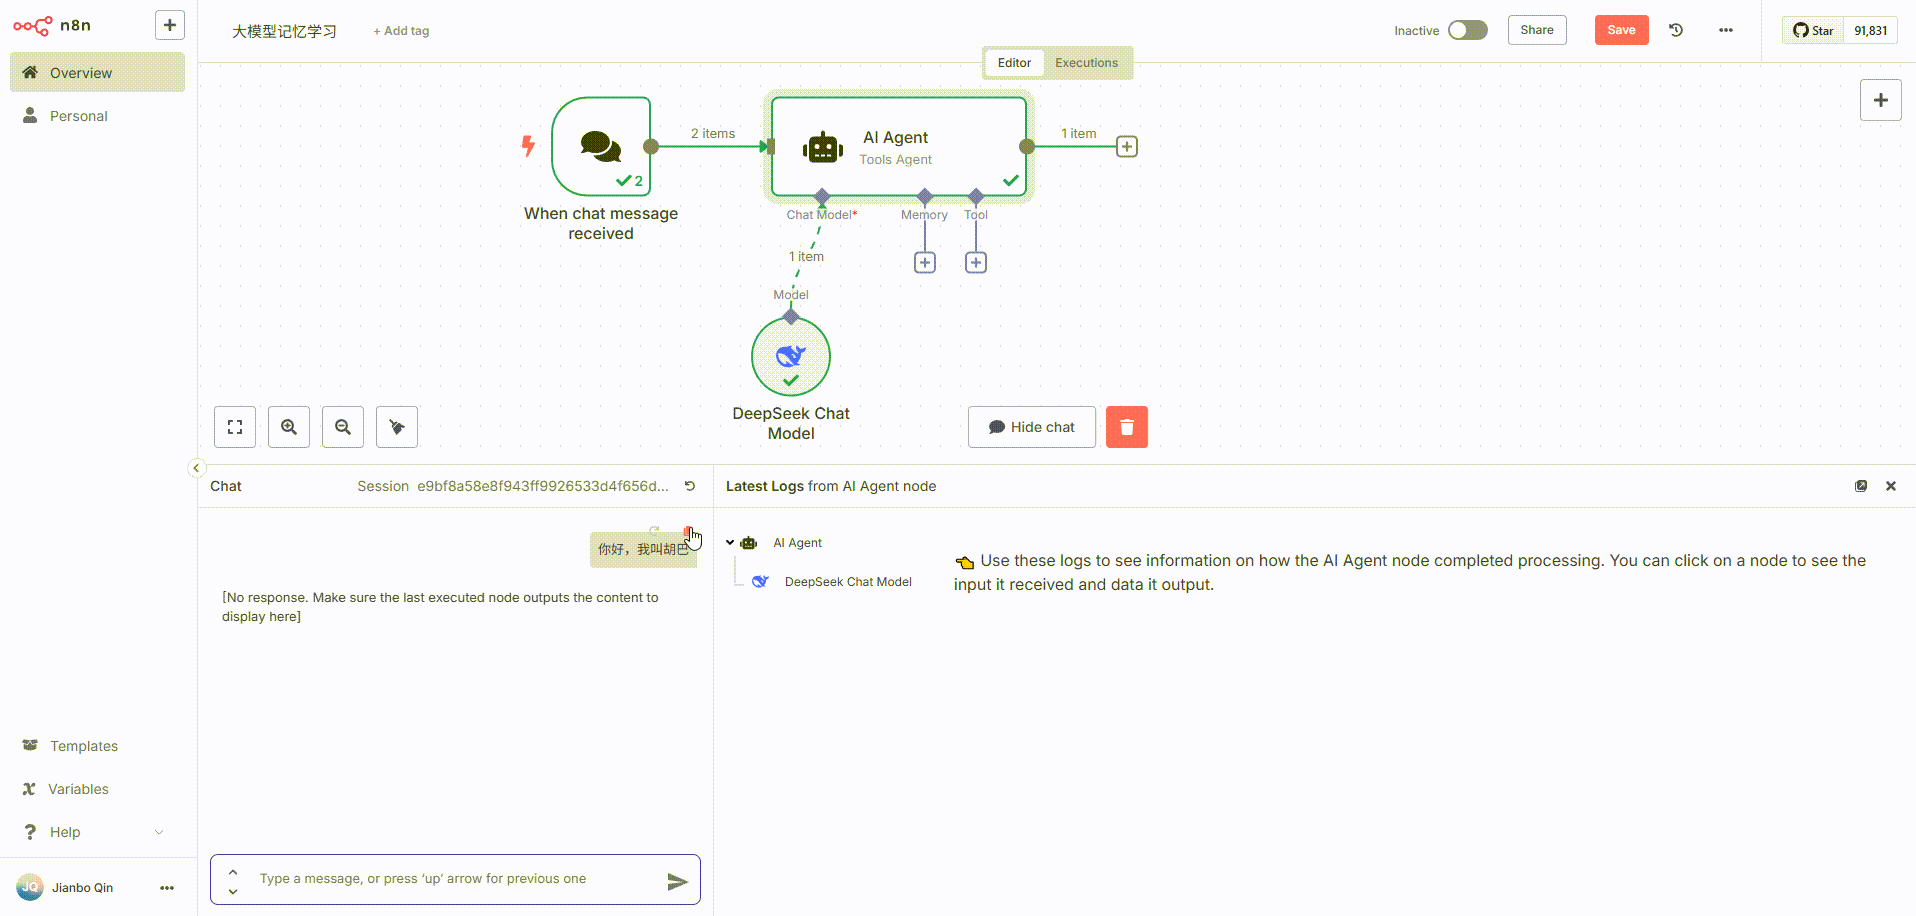 n8n
Overview
Personal
Templates
Variables
Help
JQ
Jianbo Qin
大模型记忆学习
+ Add tag
Inactive
Share
Save
Star
91,831
Editor
Executions
2 items
AI Agent
Tools Agent
1 item
2
When chat message
received
Chat Model*
Memory
Tool
1 item
Model
DeepSeek Chat
Model
Hide chat
Chat
Session e9bf8a58e8f943ff9926533d4f656d...
你好，我叫胡巴
[No response. Make sure the last executed node outputs the content to
display here]
Type a message, or press ‘up’ arrow for previous one
Latest Logs from AI Agent node
AI Agent
DeepSeek Chat Model
👈 Use these logs to see information on how the AI Agent node completed processing. You can click on a node to see the
input it received and data it output.